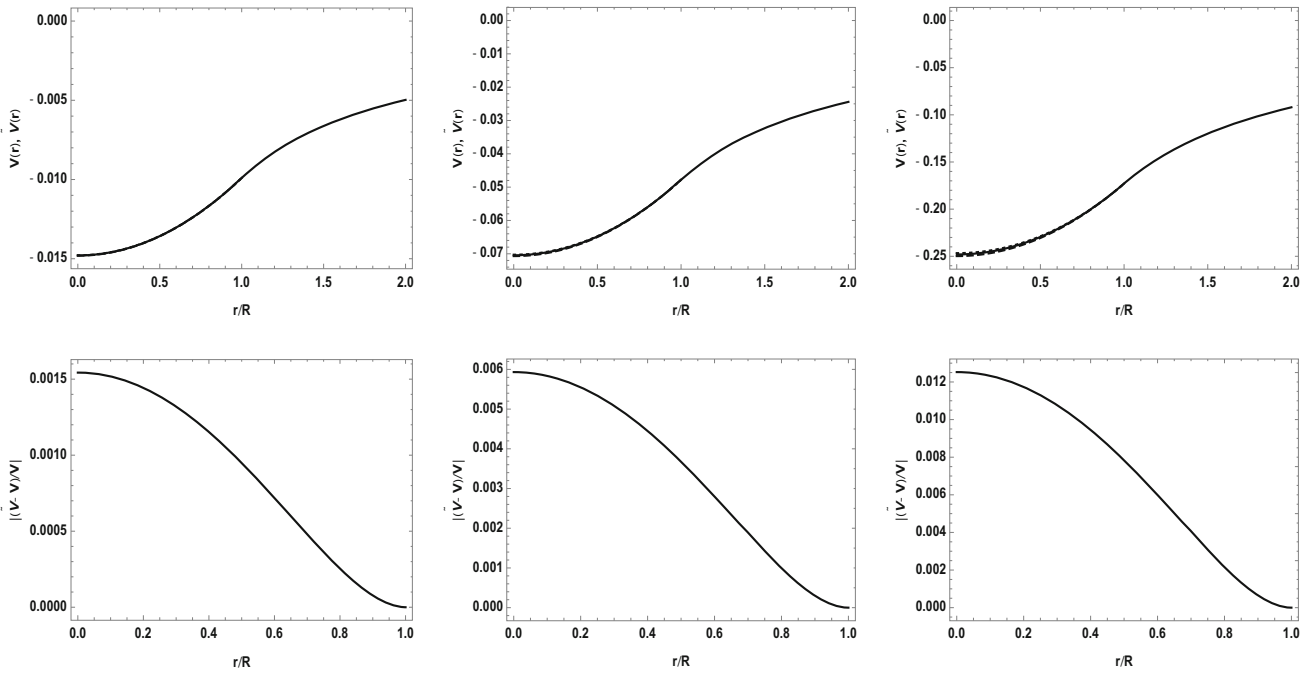 0.000
- 0.005
- 0.010
- 0.015
V(r), Ṽ(r)
0.0 0.5 1.0 1.5 2.0
r/R
0.00
- 0.01
- 0.02
- 0.03
- 0.04
- 0.05
- 0.06
- 0.07
V(r), Ṽ(r)
0.0 0.5 1.0 1.5 2.0
r/R
0.00
- 0.05
- 0.10
- 0.15
- 0.20
- 0.25
V(r), Ṽ(r)
0.0 0.5 1.0 1.5 2.0
r/R
0.0015
0.0010
0.0005
0.0000
|(Ṽ- V)/V|
0.0 0.2 0.4 0.6 0.8 1.0
r/R
0.006
0.005
0.004
0.003
0.002
0.001
0.000
|(Ṽ- V)/V|
0.0 0.2 0.4 0.6 0.8 1.0
r/R
0.012
0.010
0.008
0.006
0.004
0.002
0.000
|(Ṽ- V)/V|
0.0 0.2 0.4 0.6 0.8 1.0
r/R